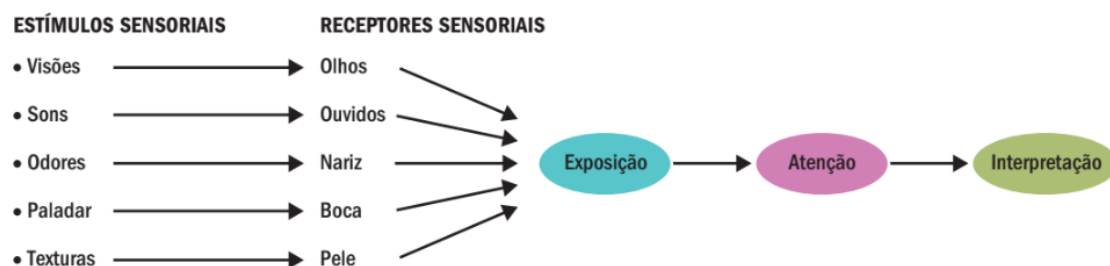 ESTÍMULOS SENSORIAIS RECEPTORES SENSORIAIS
• Visões Olhos
• Sons Ouvidos
• Odores Nariz Exposição Atenção Interpretação
• Paladar Boca
• Texturas Pele